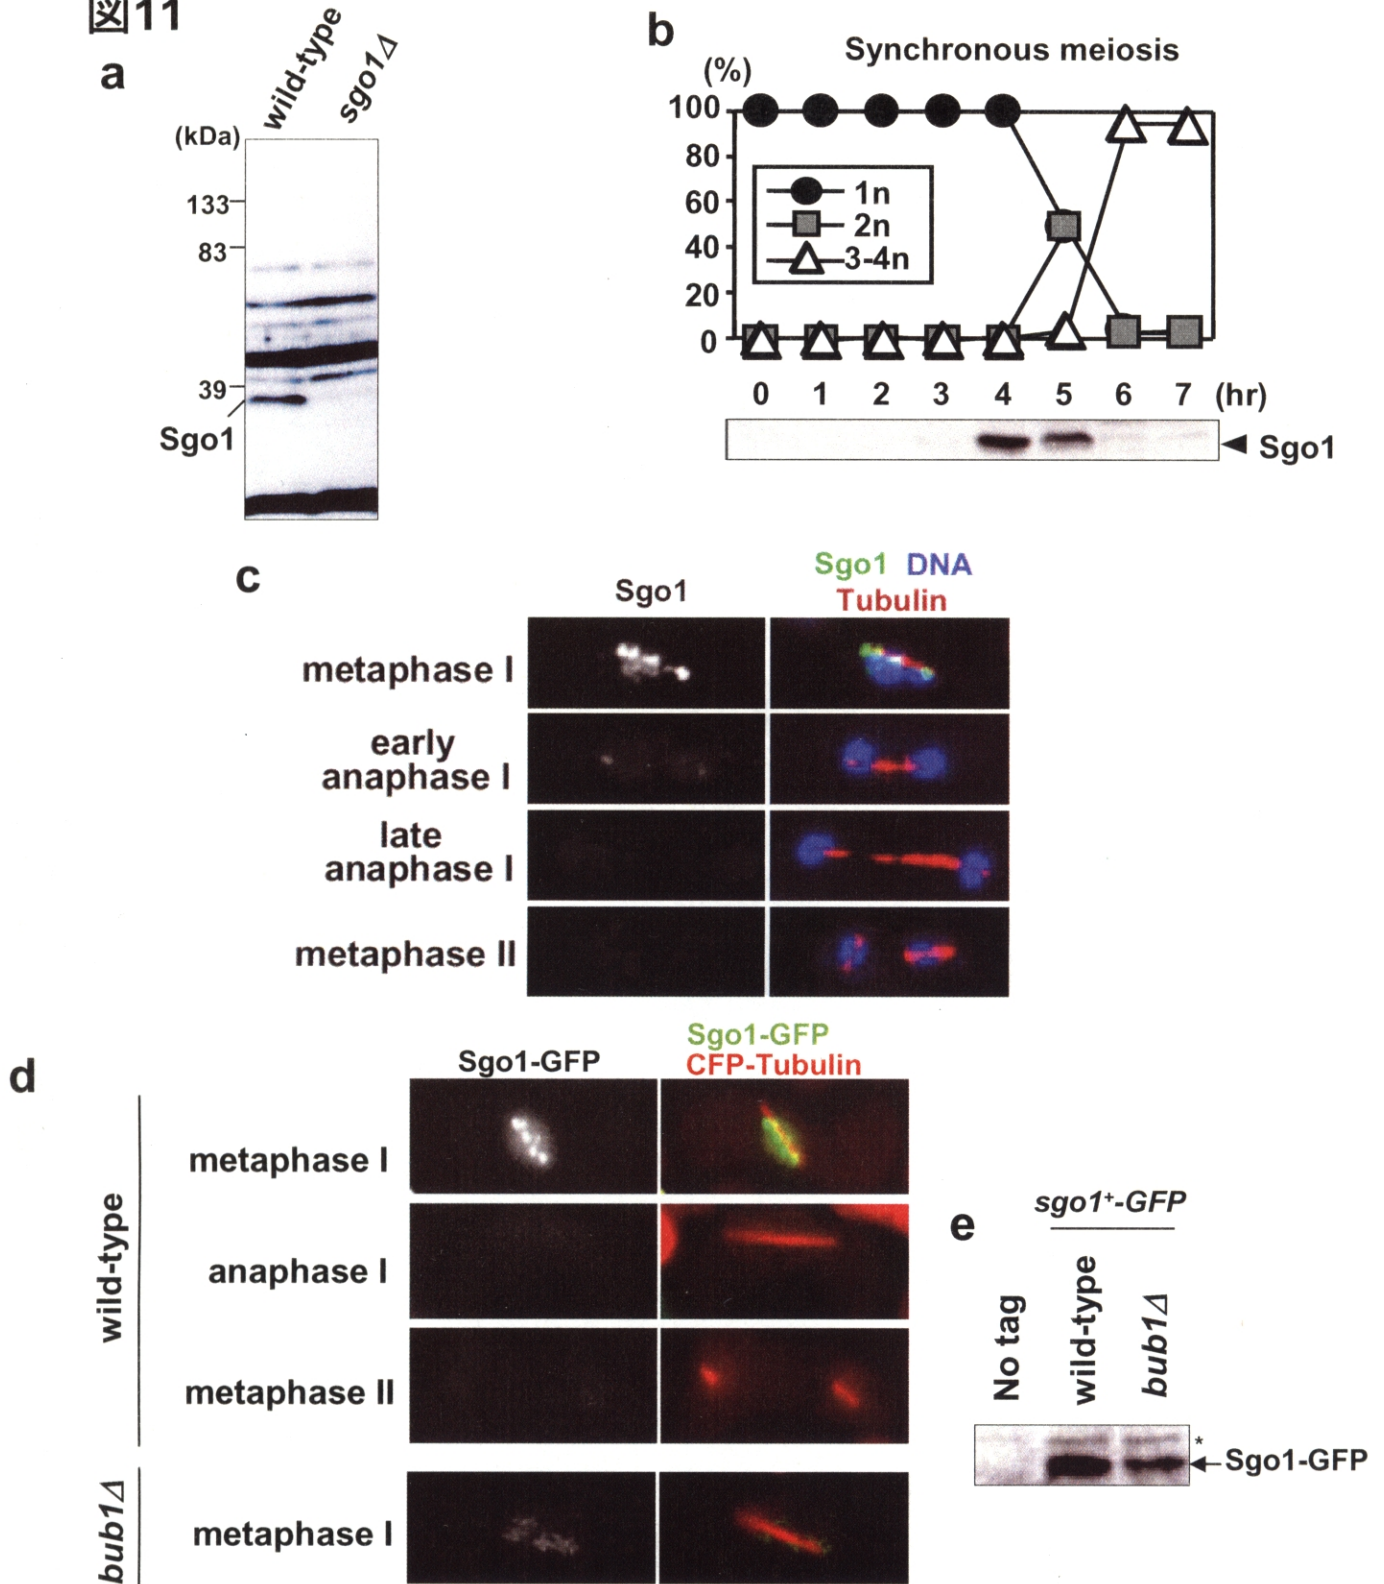 図11
a
wild-type
sgo1Δ
(kDa)
133
83
39
Sgo1
b
Synchronous meiosis
(%)
100
80
60
40
20
0
1n
2n
3-4n
0 1 2 3 4 5 6 7 (hr)
Sgo1
c
Sgo1
Sgo1 DNA
Tubulin
metaphase I
early
anaphase I
late
anaphase I
metaphase II
d
Sgo1-GFP
Sgo1-GFP
CFP-Tubulin
wild-type
metaphase I
anaphase I
metaphase II
bub1Δ
metaphase I
e
sgo1⁺-GFP
No tag
wild-type
bub1Δ
*
Sgo1-GFP